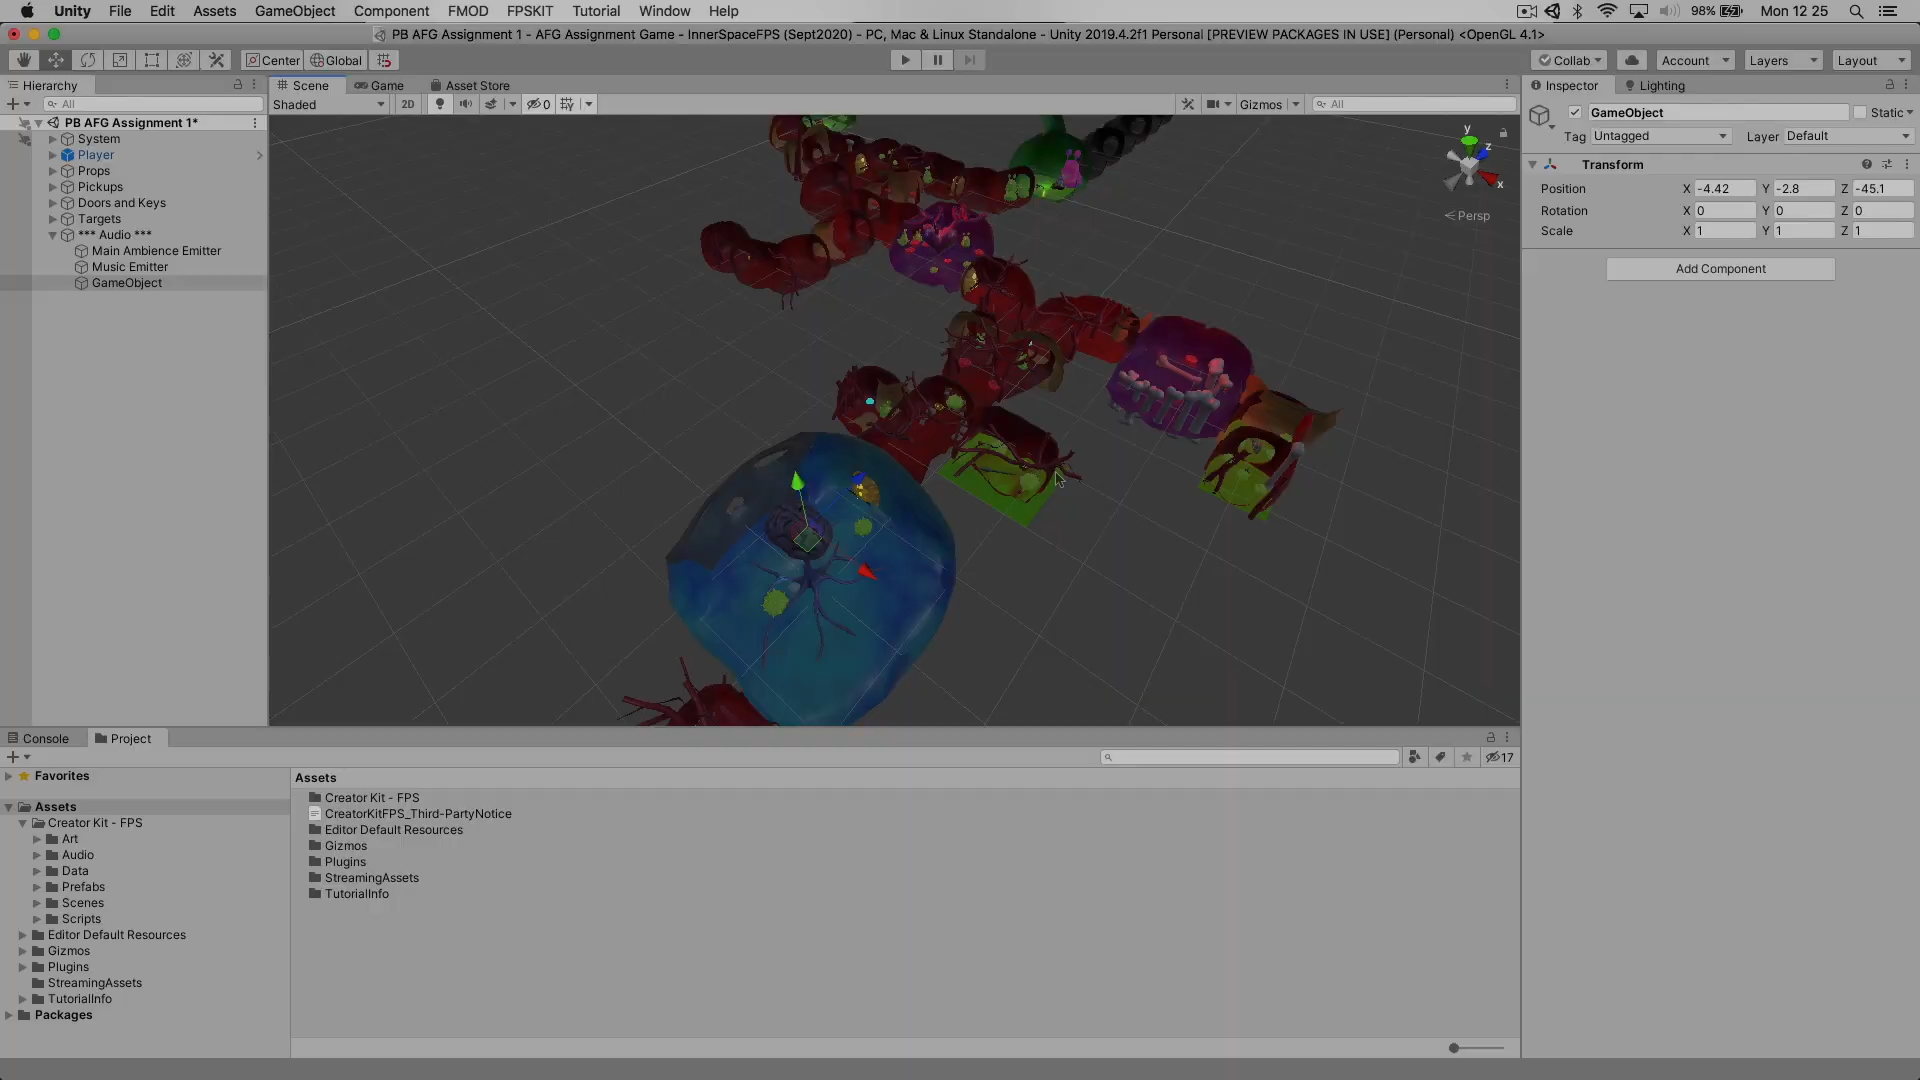 Unity File Edit Assets GameObject Component FMOD FPSKIT Tutorial Window Help 98% Mon 12 25
PB AFG Assignment 1 - AFG Assignment Game - InnerSpaceFPS (Sept2020) - PC, Mac & Linux Standalone - Unity 2019.4.2f1 Personal [PREVIEW PACKAGES IN USE] (Personal) <OpenGL 4.1>
Center Global Collab Account Layers Layout
Hierarchy Scene Game Asset Store Inspector Lighting
All Shaded 2D 0 Gizmos All
PB AFG Assignment 1*
System
Player
Props
Pickups
Doors and Keys
Targets
*** Audio ***
Main Ambience Emitter
Music Emitter
GameObject
y
z
x
Persp
GameObject Static
Tag Untagged Layer Default
Transform
Position X -4.42 Y -2.8 Z -45.1
Rotation X 0 Y 0 Z 0
Scale X 1 Y 1 Z 1
Add Component
Console Project
17
Favorites
Assets
Creator Kit - FPS
Art
Audio
Data
Prefabs
Scenes
Scripts
Editor Default Resources
Gizmos
Plugins
StreamingAssets
TutorialInfo
Packages
Assets
Creator Kit - FPS
CreatorKitFPS_Third-PartyNotice
Editor Default Resources
Gizmos
Plugins
StreamingAssets
TutorialInfo